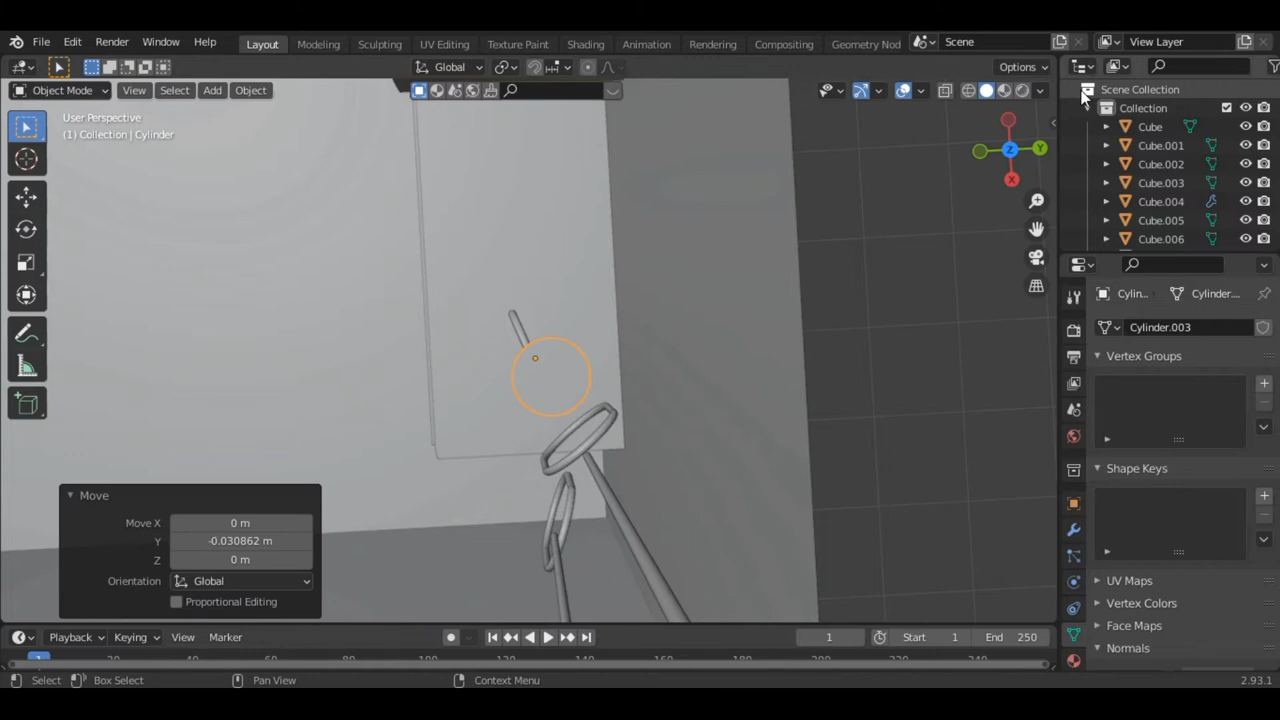 File Edit Render Window Help
Layout Modeling Sculpting UV Editing Texture Paint Shading Animation Rendering Compositing Geometry Nod
Scene View Layer
Global Options
Object Mode View Select Add Object
User Perspective
(1) Collection | Cylinder
Z Y X
Scene Collection
Collection
Cube
Cube.001
Cube.002
Cube.003
Cube.004
Cube.005
Cube.006
Cylin... Cylinder....
Cylinder.003
Vertex Groups
Shape Keys
UV Maps
Vertex Colors
Face Maps
Normals
Move
Move X 0 m
Y -0.030862 m
Z 0 m
Orientation Global
Proportional Editing
Playback Keying View Marker 1 Start 1 End 250
1
Select Box Select Pan View Context Menu 2.93.1